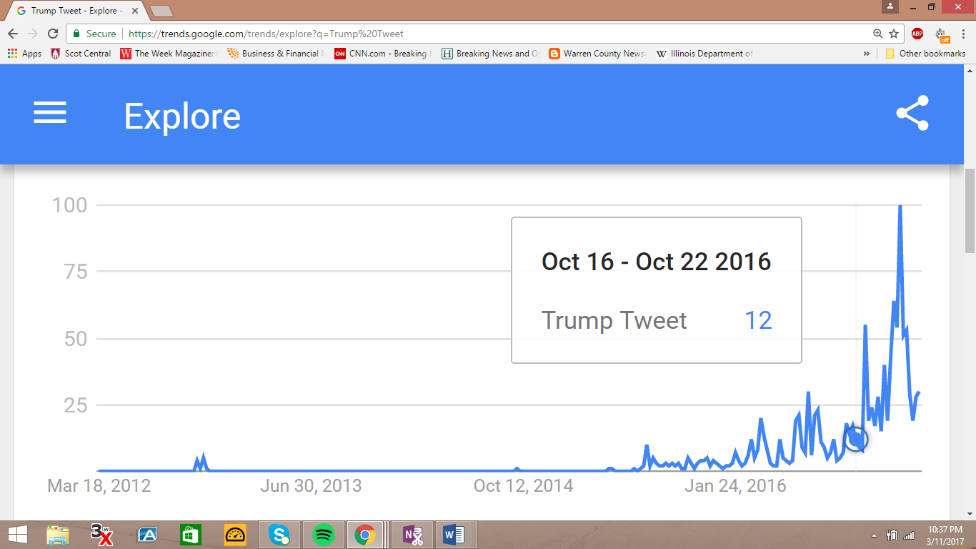 Trump Tweet - Explore -
Secure https://trends.google.com/trends/explore?q=Trump%20Tweet
ABP
off
Apps Scot Central The Week Magazine: Business & Financial CNN.com - Breaking Breaking News and O Warren County News Illinois Department of » Other bookmarks
Explore
100
75
50
25
Oct 16 - Oct 22 2016
Trump Tweet 12
Mar 18, 2012 Jun 30, 2013 Oct 12, 2014 Jan 24, 2016
10:37 PM
3/11/2017